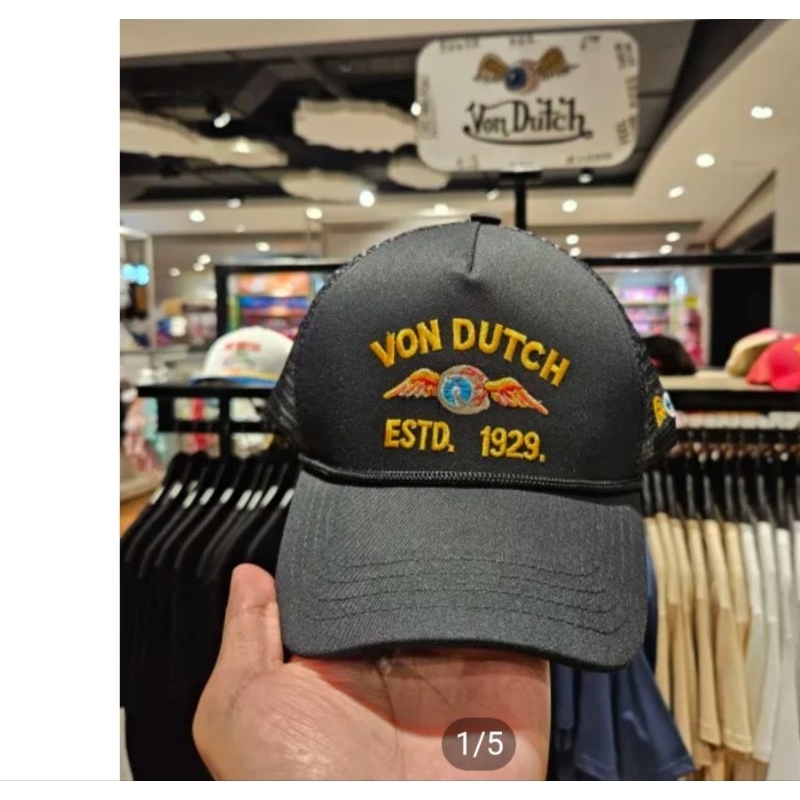 Von Dutch
VON DUTCH
ESTD. 1929.
1/5